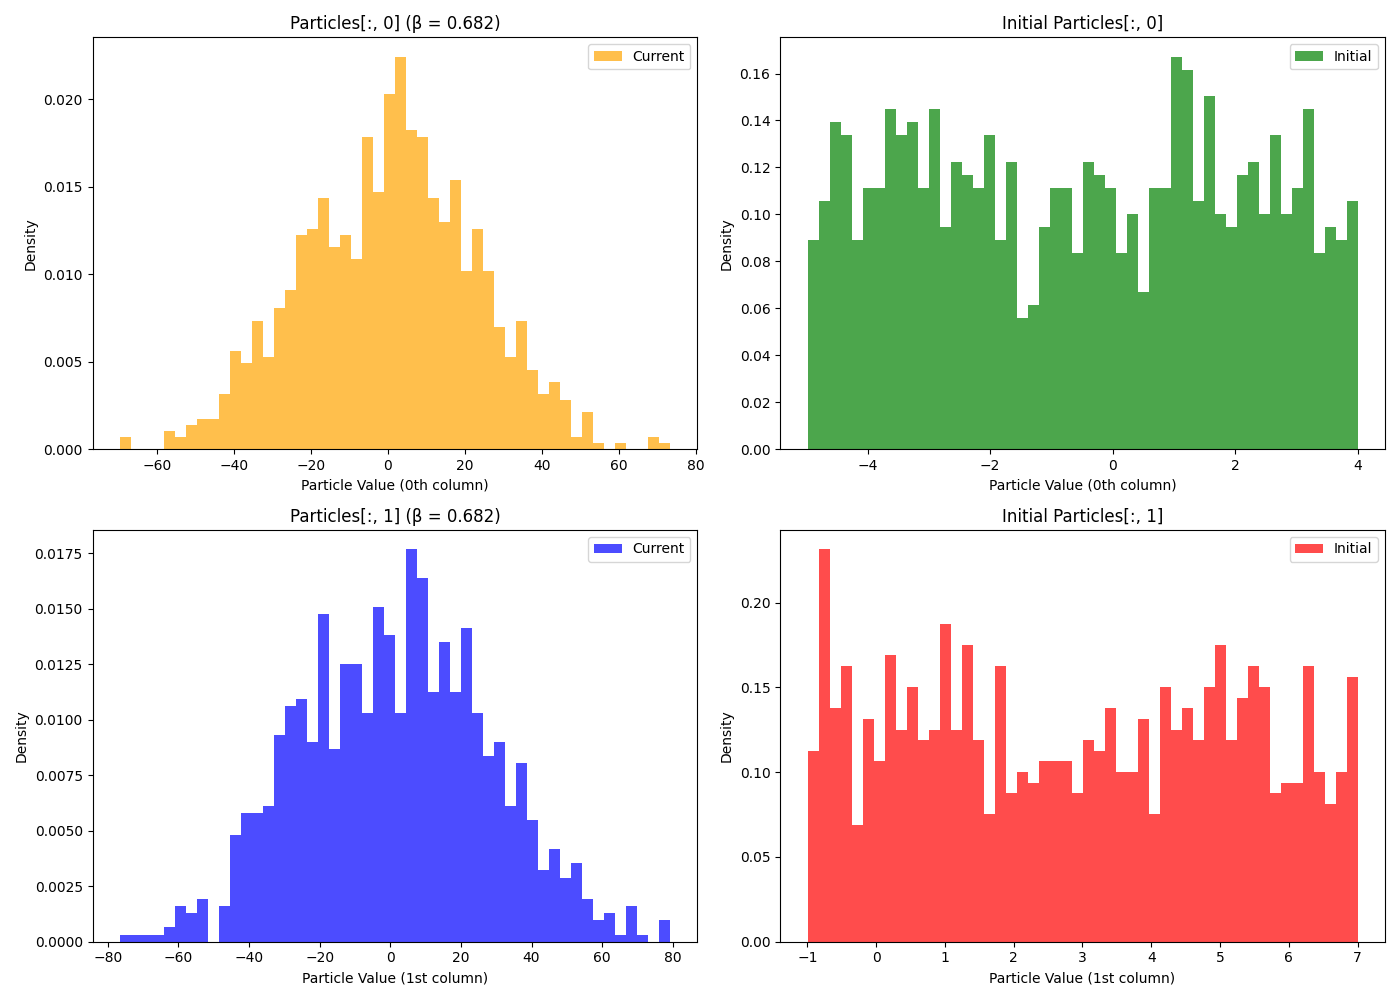 Particles[:, 0] (β = 0.682)
Current
Density
0.020
0.015
0.010
0.005
0.000
−60 −40 −20 0 20 40 60 80
Particle Value (0th column)
Initial Particles[:, 0]
Initial
Density
0.16
0.14
0.12
0.10
0.08
0.06
0.04
0.02
0.00
−4 −2 0 2 4
Particle Value (0th column)
Particles[:, 1] (β = 0.682)
Current
Density
0.0175
0.0150
0.0125
0.0100
0.0075
0.0050
0.0025
0.0000
−80 −60 −40 −20 0 20 40 60 80
Particle Value (1st column)
Initial Particles[:, 1]
Initial
Density
0.20
0.15
0.10
0.05
0.00
−1 0 1 2 3 4 5 6 7
Particle Value (1st column)